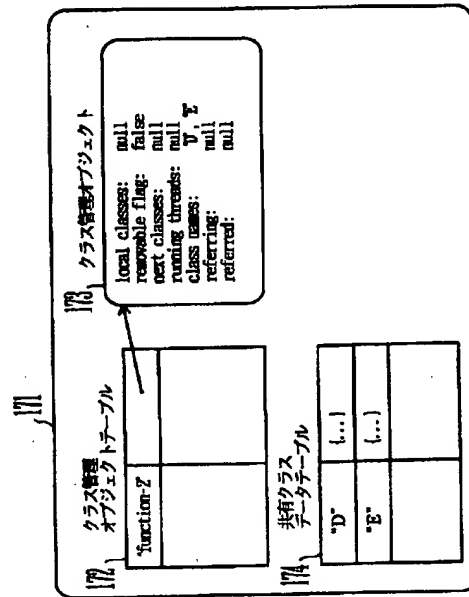 171
172
クラス管理
オブジェクトテーブル
"function-Z"
173
クラス管理オブジェクト
local classes: null
removable flag: false
next classes: null
running threads: null
class names:
referring: null
referred: null
174
共有クラス
データテーブル
"D" {...}
"E" {...}